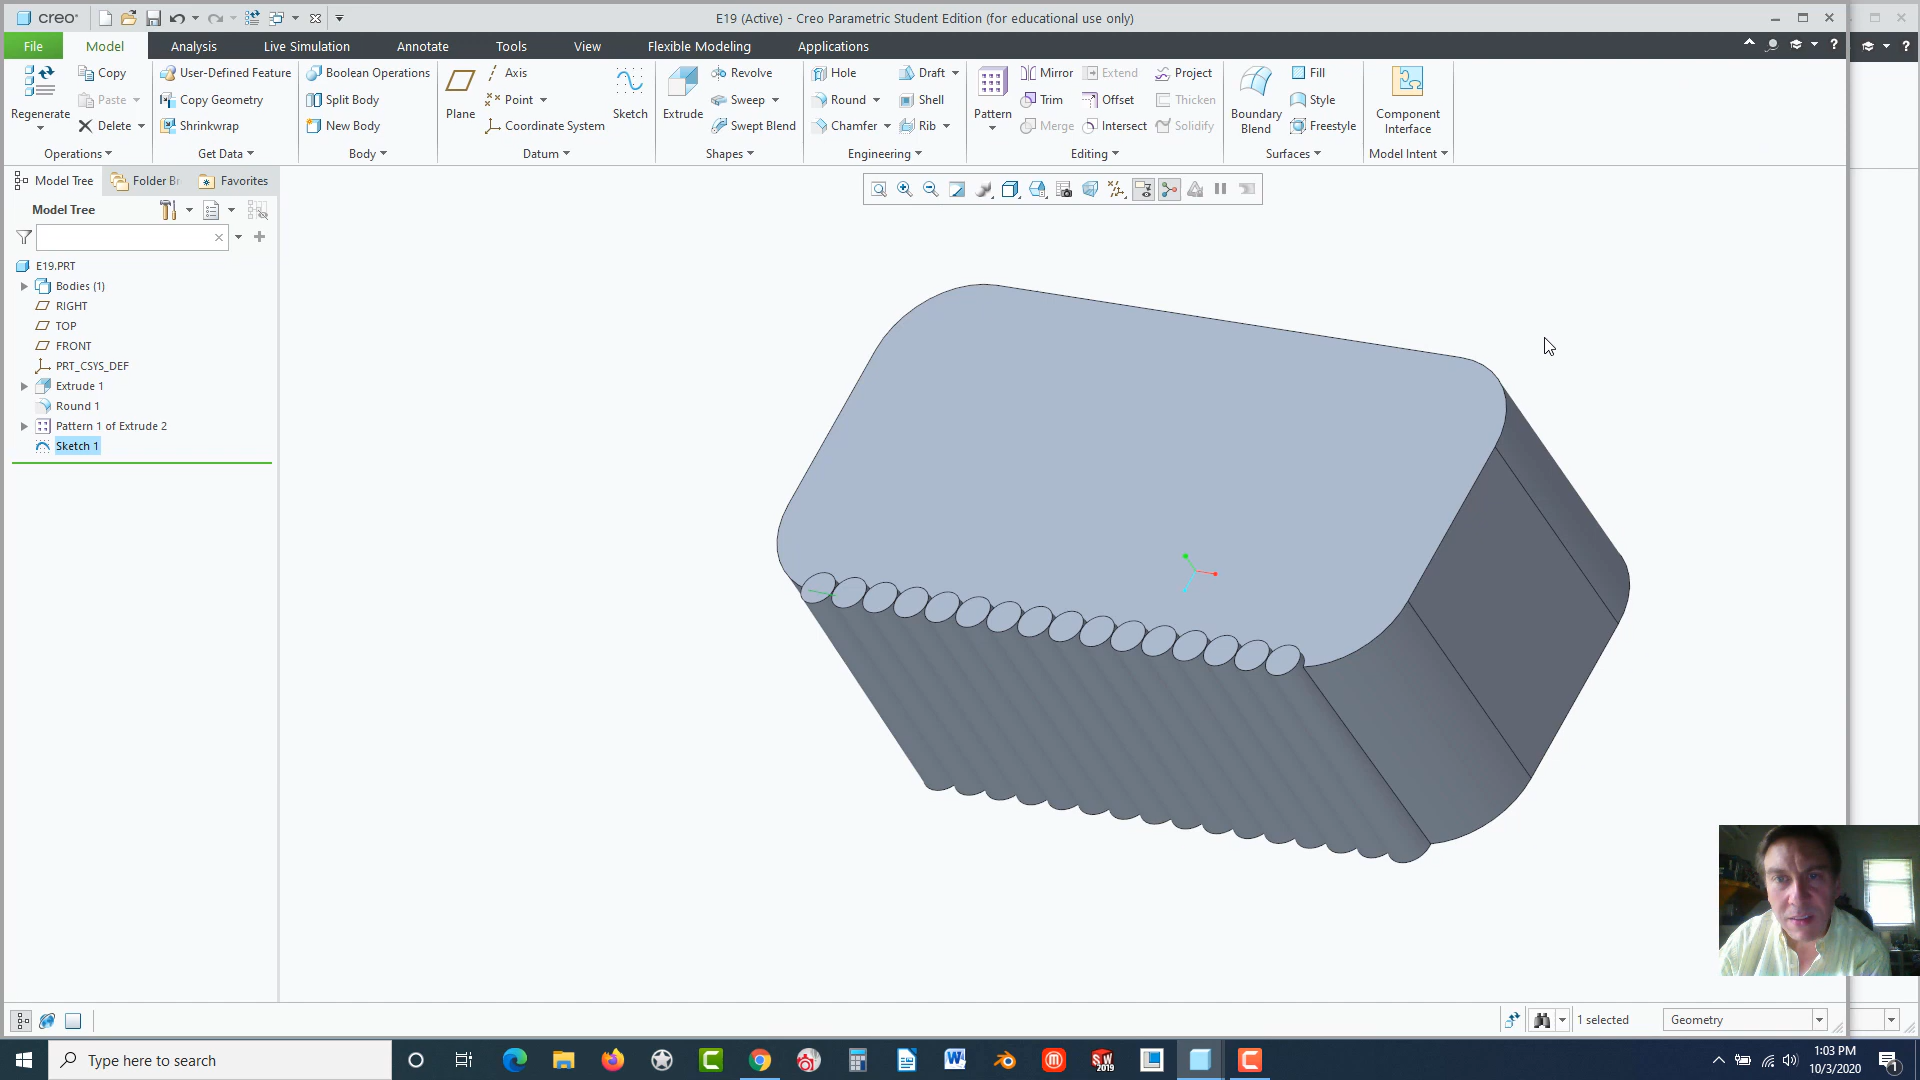 creo
E19 (Active) - Creo Parametric Student Edition (for educational use only)
File Model Analysis Live Simulation Annotate Tools View Flexible Modeling Applications
Regenerate
Copy
Paste
Delete
Operations
User-Defined Feature
Copy Geometry
Shrinkwrap
Get Data
Boolean Operations
Split Body
New Body
Body
Plane
Axis
Point
Coordinate System
Sketch
Datum
Extrude
Revolve
Sweep
Swept Blend
Shapes
Hole
Round
Chamfer
Draft
Shell
Rib
Engineering
Pattern
Mirror
Trim
Merge
Extend
Offset
Intersect
Project
Thicken
Solidify
Editing
Boundary
Blend
Fill
Style
Freestyle
Surfaces
Component
Interface
Model Intent
Model Tree Folder Br Favorites
Model Tree
E19.PRT
Bodies (1)
RIGHT
TOP
FRONT
PRT_CSYS_DEF
Extrude 1
Round 1
Pattern 1 of Extrude 2
Sketch 1
1 selected
Geometry
Type here to search
SW
2019
1:03 PM
10/3/2020
1